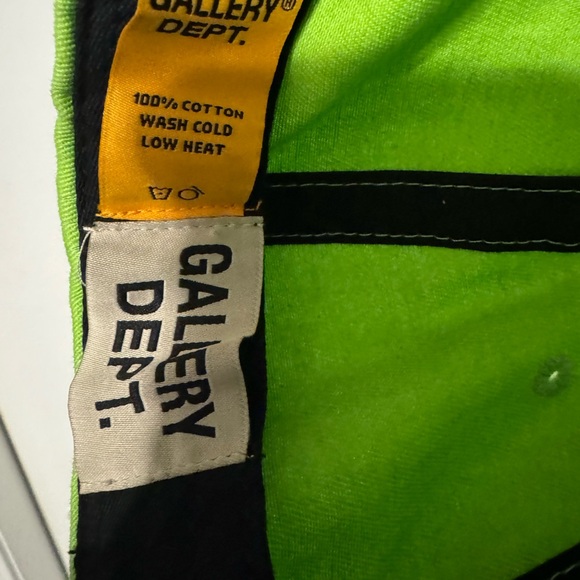 GALLERY®
DEPT.
100% COTTON
WASH COLD
LOW HEAT
GALLERY
DEPT.